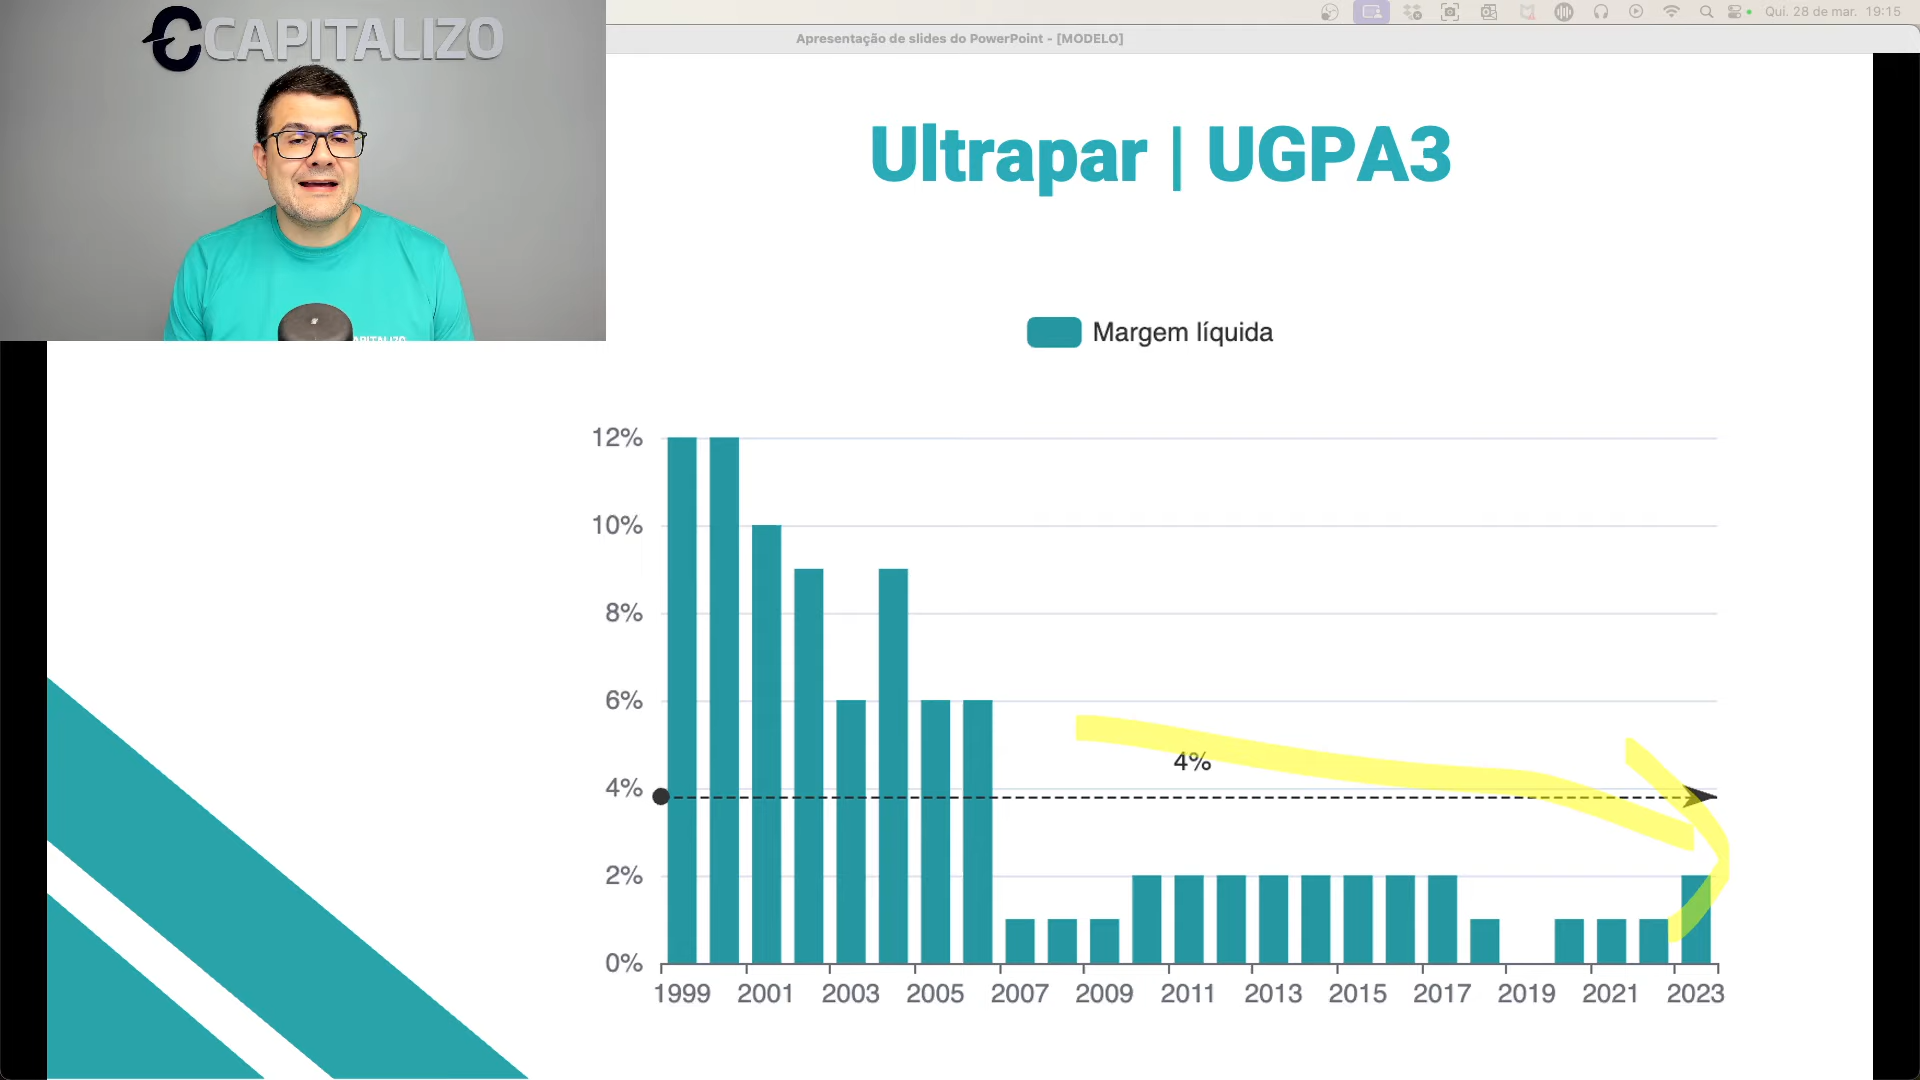 CAPITALIZO
Qui. 28 de mar. 19:15
Apresentação de slides do PowerPoint - [MODELO]
Ultrapar | UGPA3
Margem líquida
12%
10%
8%
6%
4%
4%
2%
0%
1999 2001 2003 2005 2007 2009 2011 2013 2015 2017 2019 2021 2023